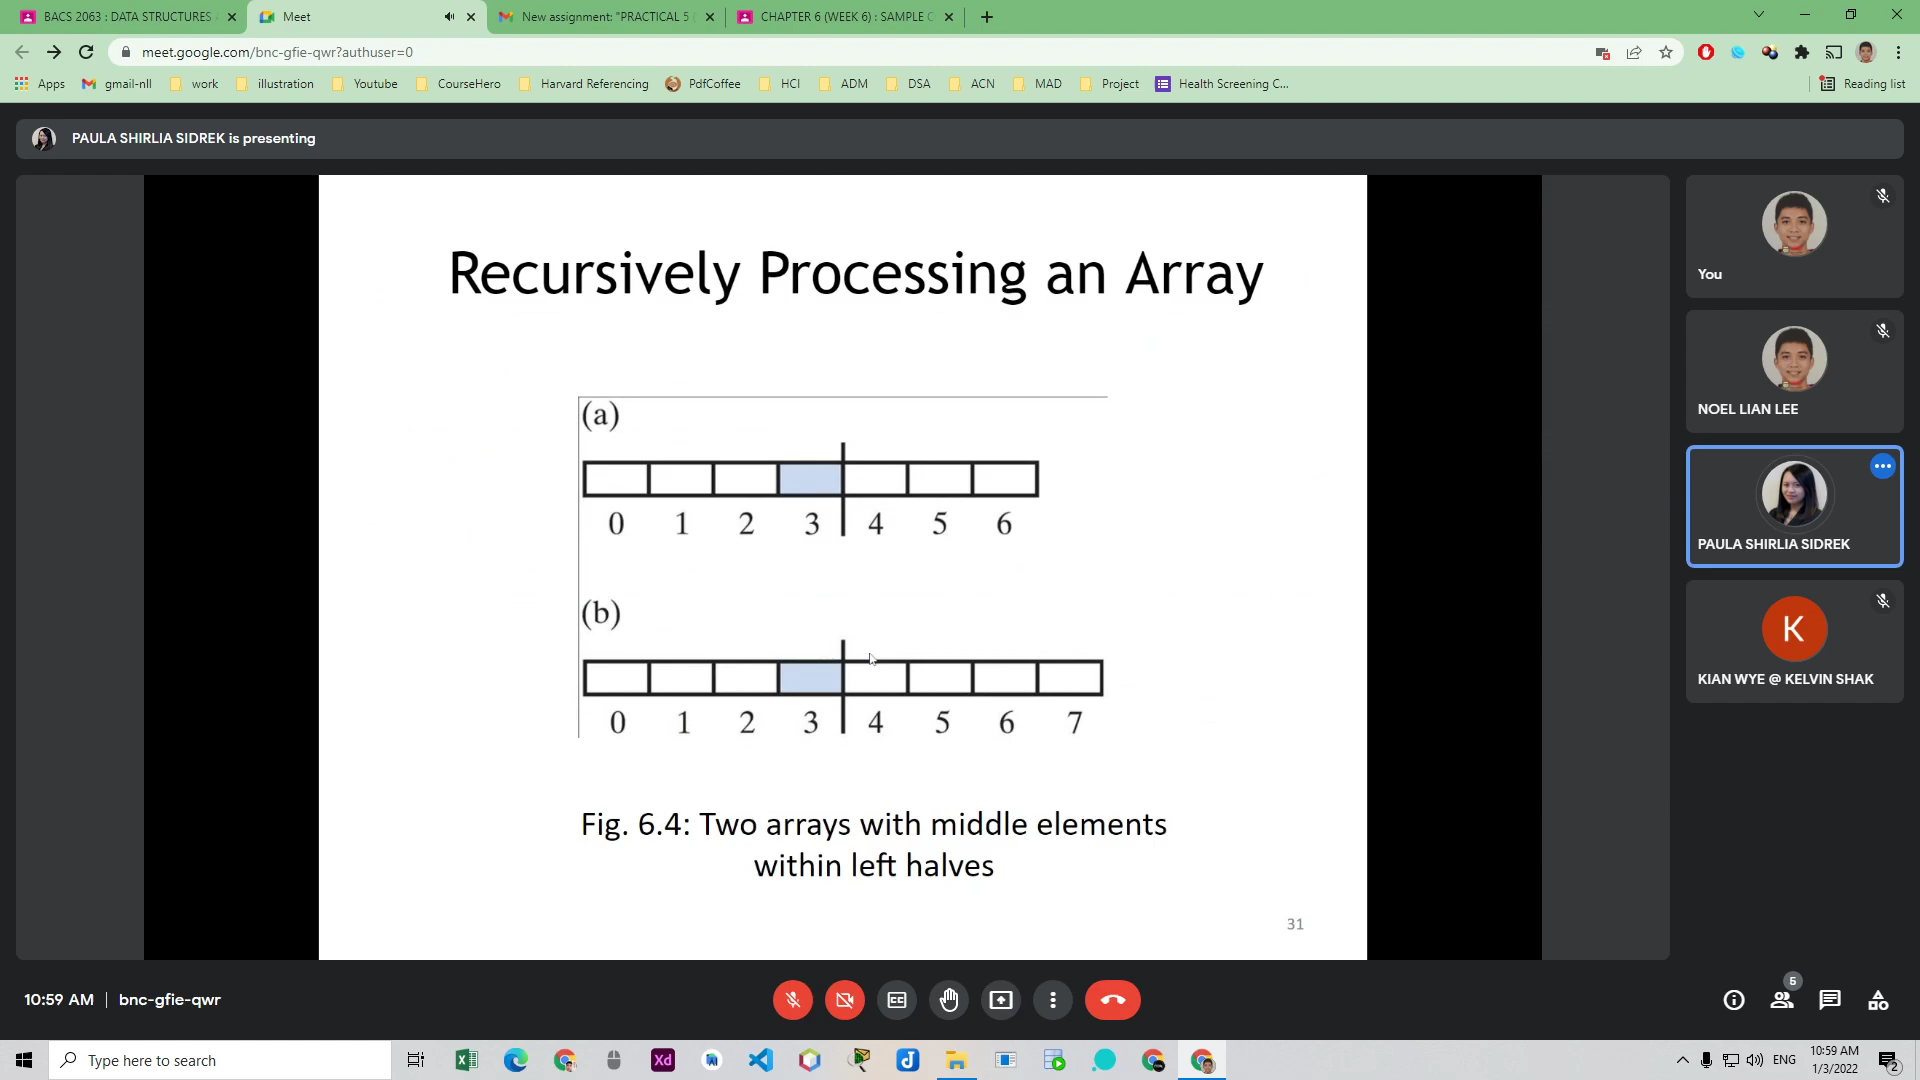 BACS 2063 : DATA STRUCTURES
Meet
New assignment: "PRACTICAL 5 (
CHAPTER 6 (WEEK 6) : SAMPLE C
meet.google.com/bnc-gfie-qwr?authuser=0
Apps
gmail-nll
work
illustration
Youtube
CourseHero
Harvard Referencing
PdfCoffee
HCI
ADM
DSA
ACN
MAD
Project
Health Screening C...
Reading list
PAULA SHIRLIA SIDREK is presenting
Recursively Processing an Array
(a)
0 1 2 3 4 5 6
(b)
0 1 2 3 4 5 6 7
Fig. 6.4: Two arrays with middle elements
within left halves
31
You
NOEL LIAN LEE
PAULA SHIRLIA SIDREK
K
KIAN WYE @ KELVIN SHAK
10:59 AM | bnc-gfie-qwr
CC
5
Type here to search
Xd
ENG
10:59 AM
1/3/2022
2